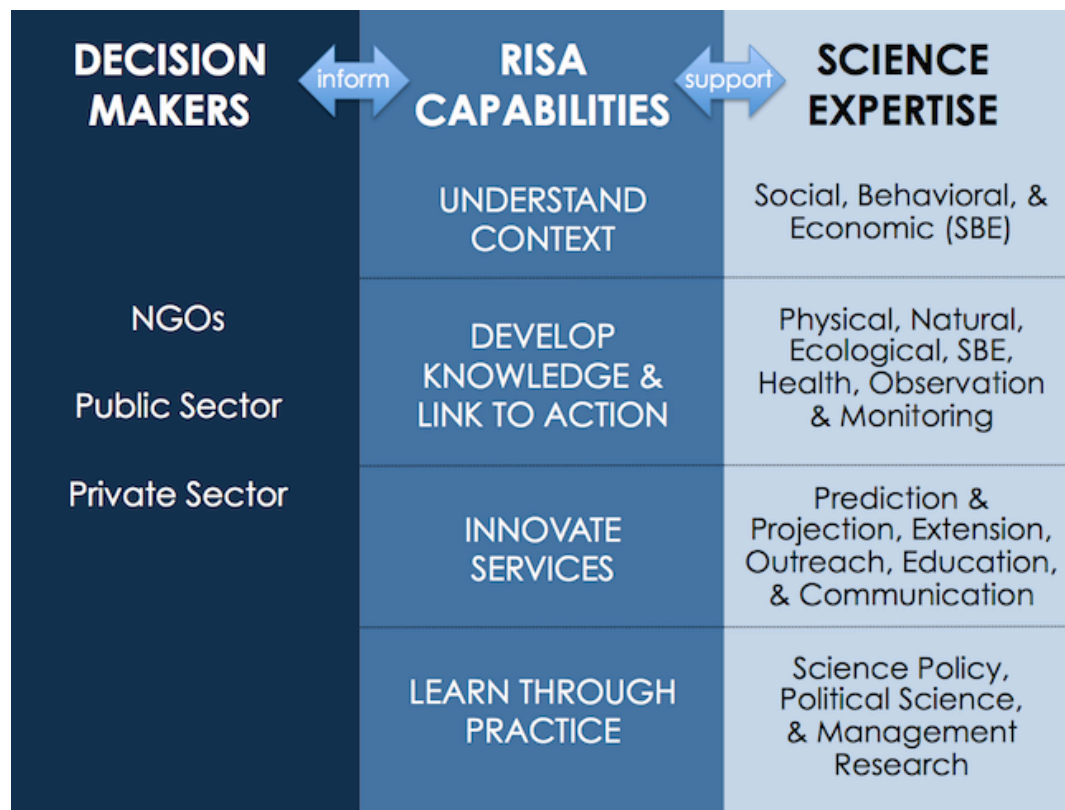 DECISION
MAKERS
inform
RISA
CAPABILITIES
support
SCIENCE
EXPERTISE
NGOs
Public Sector
Private Sector
UNDERSTAND
CONTEXT
Social, Behavioral, &
Economic (SBE)
DEVELOP
KNOWLEDGE &
LINK TO ACTION
Physical, Natural,
Ecological, SBE,
Health, Observation
& Monitoring
INNOVATE
SERVICES
Prediction &
Projection, Extension,
Outreach, Education,
& Communication
LEARN THROUGH
PRACTICE
Science Policy,
Political Science,
& Management
Research